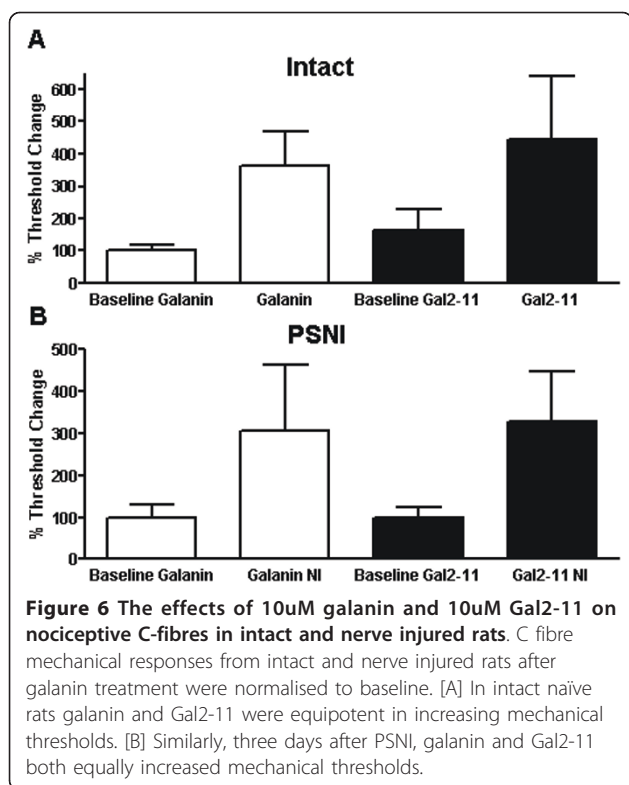 A
Intact
% Threshold Change
600
500
400
300
200
100
0
Baseline Galanin Galanin Baseline Gal2-11 Gal2-11
B
PSNI
% Threshold Change
500
400
300
200
100
0
Baseline Galanin Galanin NI Baseline Gal2-11 Gal2-11 NI
Figure 6 The effects of 10uM galanin and 10uM Gal2-11 on
nociceptive C-fibres in intact and nerve injured rats. C fibre
mechanical responses from intact and nerve injured rats after
galanin treatment were normalised to baseline. [A] In intact naïve
rats galanin and Gal2-11 were equipotent in increasing mechanical
thresholds. [B] Similarly, three days after PSNI, galanin and Gal2-11
both equally increased mechanical thresholds.